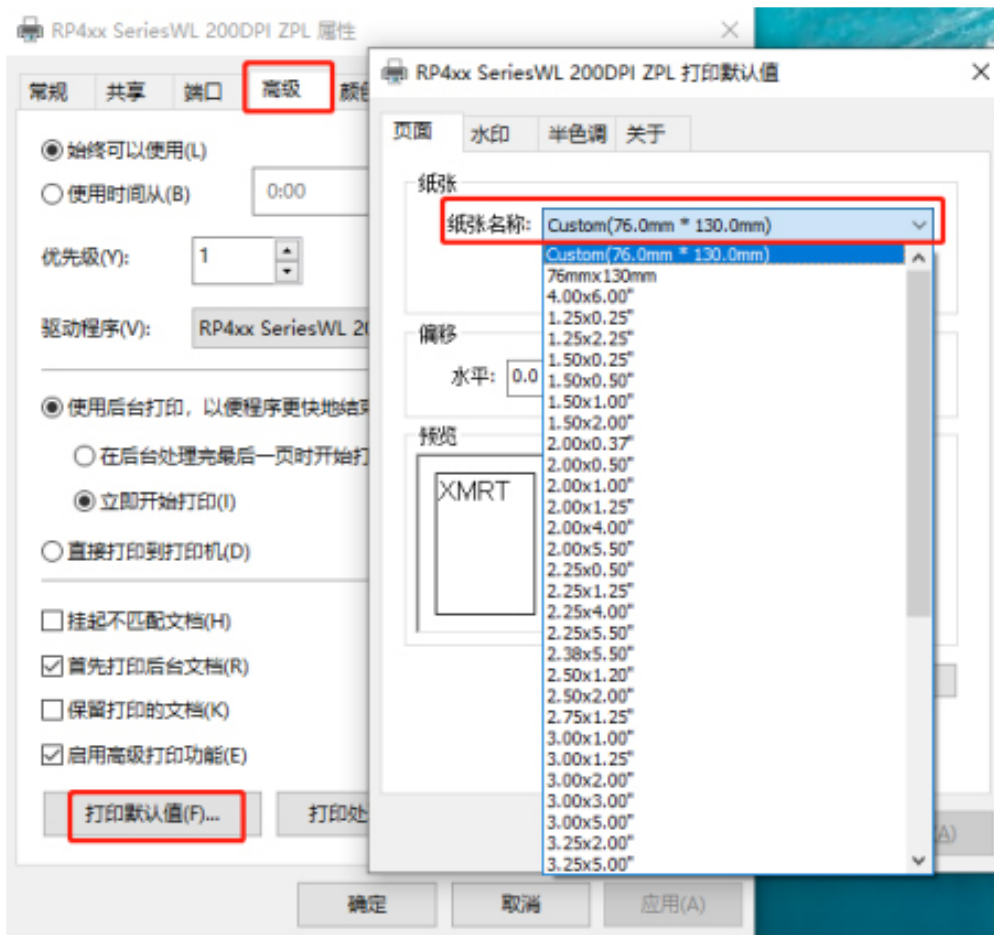 RP4xx SeriesWL 200DPI ZPL 属性
常规 共享 端口 高级 颜色
始终可以使用(L)
使用时间从(B) 0:00
优先级(Y): 1
驱动程序(V): RP4xx SeriesWL 20
使用后台打印，以便程序更快地结束
在后台处理完最后一页时开始打
立即开始打印(I)
直接打印到打印机(D)
挂起不匹配文档(H)
首先打印后台文档(R)
保留打印的文档(K)
启用高级打印功能(E)
打印默认值(F)... 打印处
确定 取消 应用(A)
RP4xx SeriesWL 200DPI ZPL 打印默认值
页面 水印 半色调 关于
纸张
纸张名称: Custom(76.0mm * 130.0mm)
Custom(76.0mm * 130.0mm)
76mmx130mm
4.00x6.00"
1.25x0.25"
1.25x2.25"
1.50x0.25"
1.50x0.50"
1.50x1.00"
1.50x2.00"
2.00x0.37"
2.00x0.50"
2.00x1.00"
2.00x1.25"
2.00x4.00"
2.00x5.50"
2.25x0.50"
2.25x1.25"
2.25x4.00"
2.25x5.50"
2.38x5.50"
2.50x1.20"
2.50x2.00"
2.75x1.25"
3.00x1.00"
3.00x1.25"
3.00x2.00"
3.00x3.00"
3.00x5.00"
3.25x2.00"
3.25x5.00"
偏移
水平: 0.0
预览
XMRT
(A)